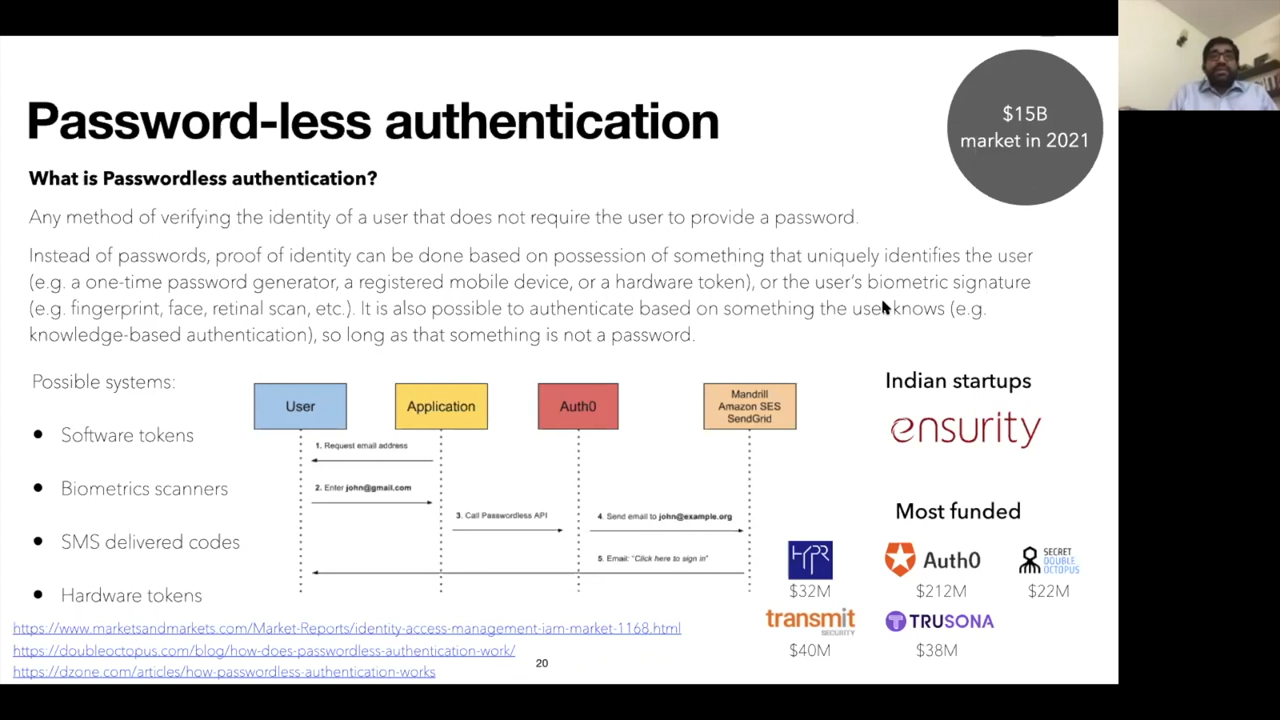 $15B
market in 2021
Password-less authentication
What is Passwordless authentication?
Any method of verifying the identity of a user that does not require the user to provide a password.
Instead of passwords, proof of identity can be done based on possession of something that uniquely identifies the user
(e.g. a one-time password generator, a registered mobile device, or a hardware token), or the user's biometric signature
(e.g. fingerprint, face, retinal scan, etc.). It is also possible to authenticate based on something the user knows (e.g.
knowledge-based authentication), so long as that something is not a password.
Possible systems:
Software tokens
Biometrics scanners
SMS delivered codes
Hardware tokens
User
Application
Auth0
Mandrill
Amazon SES
SendGrid
1. Request email address
2. Enter john@gmail.com
3. Call Passwordless API
4. Send email to john@example.org
5. Email: "Click here to sign in"
Indian startups
ensurity
Most funded
HYPR
$32M
Auth0
$212M
SECRET
DOUBLE
OCTOPUS
$22M
transmit
SECURITY
$40M
TRUSONA
$38M
https://www.marketsandmarkets.com/Market-Reports/identity-access-management-iam-market-1168.html
https://doubleoctopus.com/blog/how-does-passwordless-authentication-work/
https://dzone.com/articles/how-passwordless-authentication-works
20